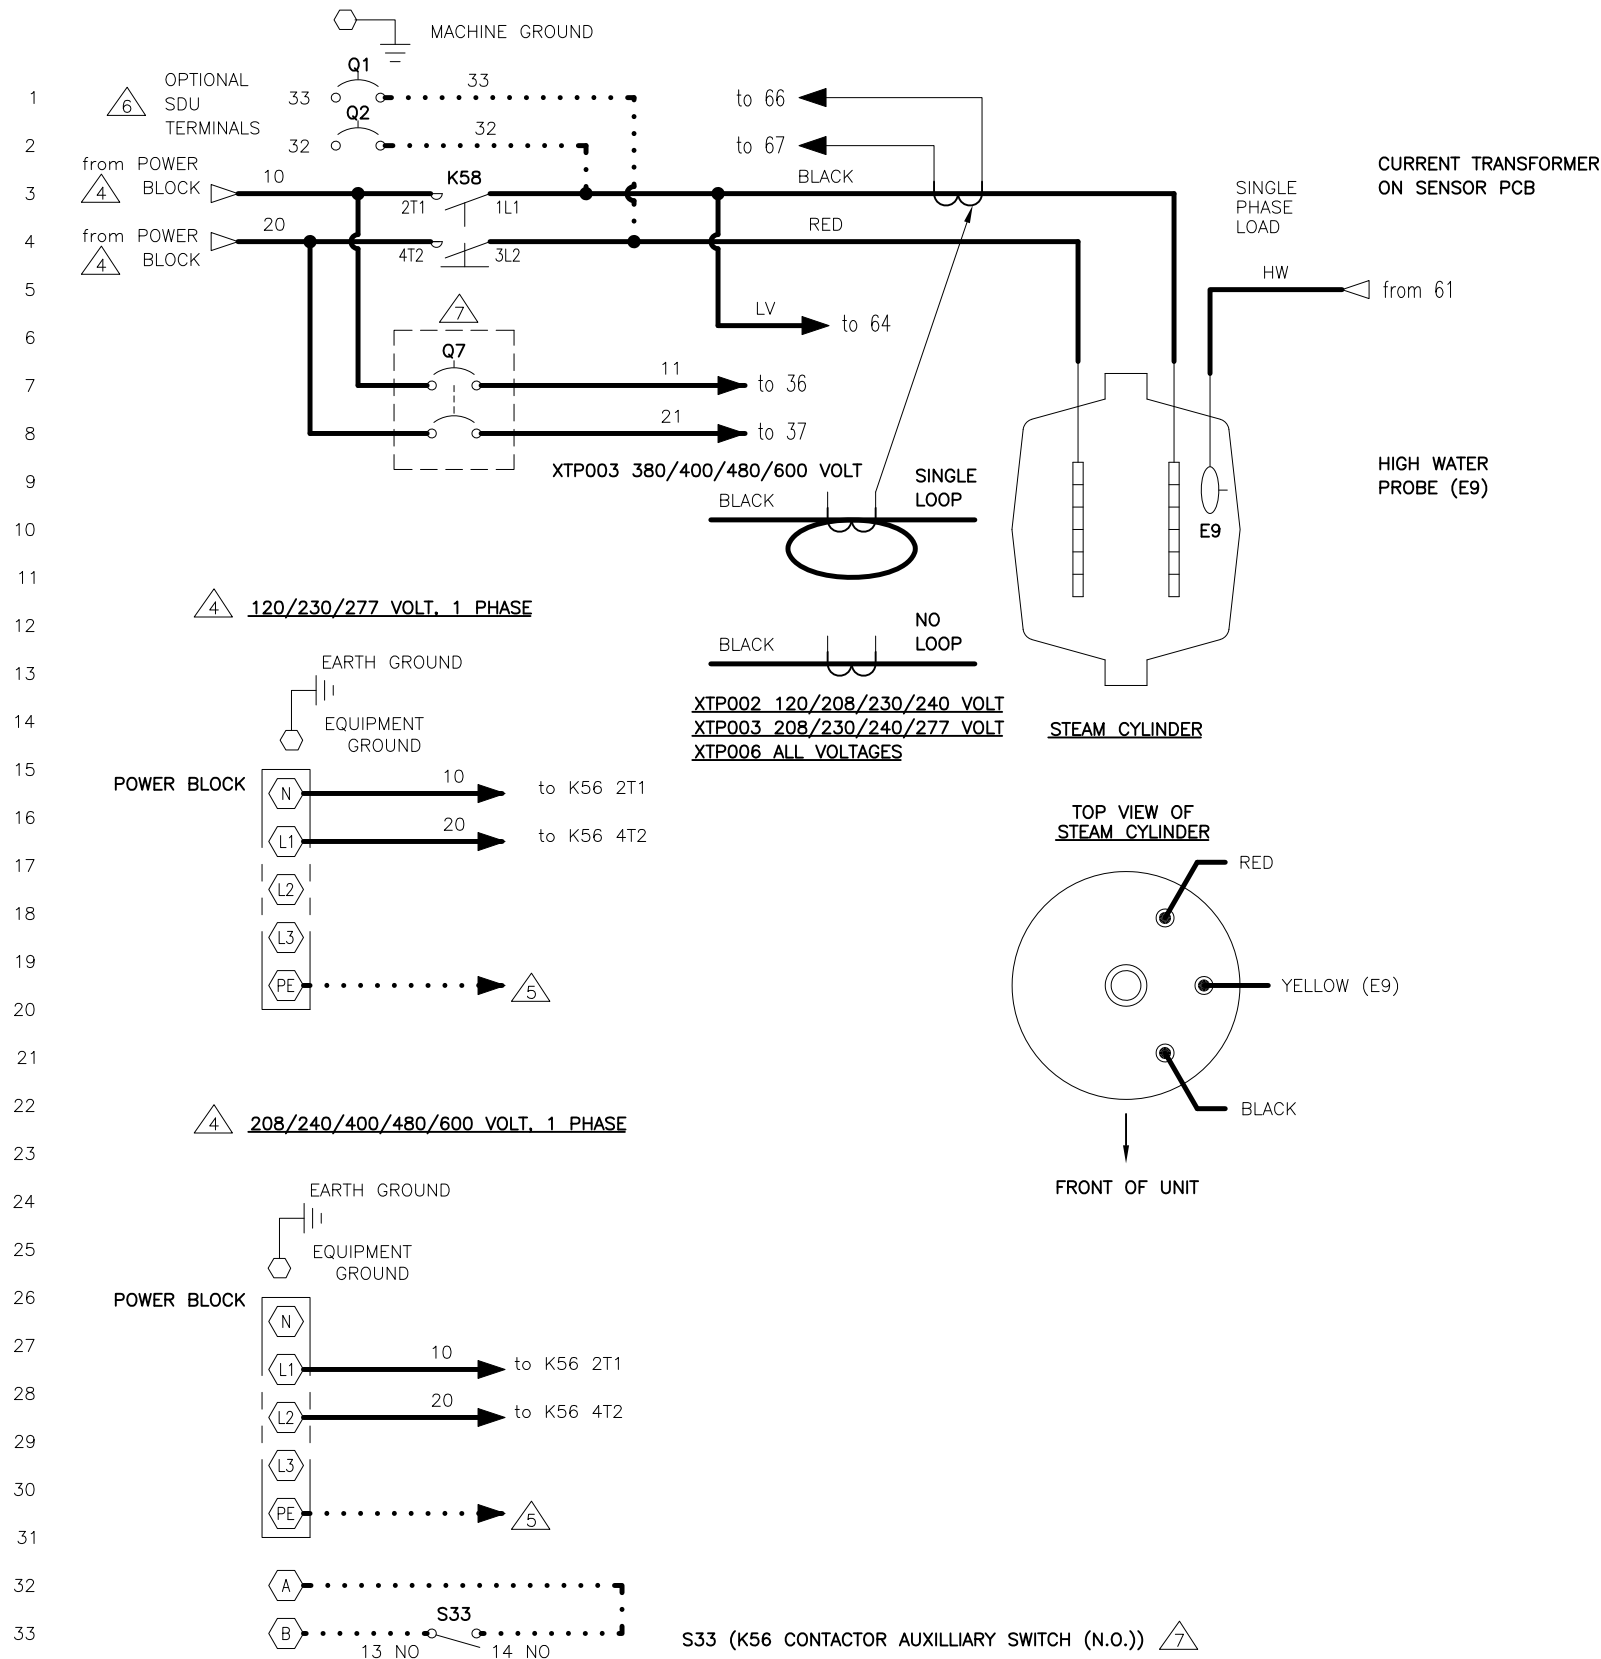 MACHINE GROUND
Q1
OPTIONAL
SDU
TERMINALS
6
33
33
1
to 66
Q2
32
32
2
to 67
from POWER
BLOCK
4
10
K58
2T1
1L1
BLACK
3
CURRENT TRANSFORMER
ON SENSOR PCB
SINGLE
PHASE
LOAD
from POWER
BLOCK
4
20
4T2
3L2
RED
4
HW
5
from 61
LV
to 64
7
6
Q7
11
7
to 36
21
8
to 37
XTP003 380/400/480/600 VOLT
SINGLE
LOOP
BLACK
9
HIGH WATER
PROBE (E9)
E9
10
11
4
120/230/277 VOLT, 1 PHASE
12
NO
LOOP
BLACK
13
EARTH GROUND
XTP002 120/208/230/240 VOLT
XTP003 208/230/240/277 VOLT
XTP006 ALL VOLTAGES
STEAM CYLINDER
14
EQUIPMENT
GROUND
15
POWER BLOCK
N
10
to K56 2T1
16
L1
20
to K56 4T2
TOP VIEW OF
STEAM CYLINDER
17
RED
L2
18
L3
19
PE
5
YELLOW (E9)
20
21
22
BLACK
4
208/240/400/480/600 VOLT, 1 PHASE
23
FRONT OF UNIT
24
EARTH GROUND
25
EQUIPMENT
GROUND
26
POWER BLOCK
N
27
L1
10
to K56 2T1
28
L2
20
to K56 4T2
29
L3
30
PE
5
31
32
A
33
B
S33
13 NO
14 NO
S33 (K56 CONTACTOR AUXILLIARY SWITCH (N.O.))
7